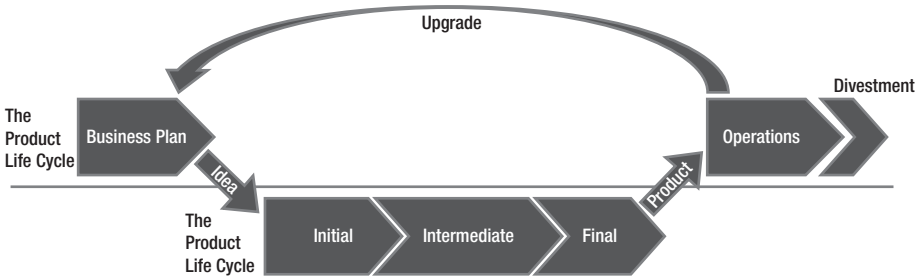 Upgrade
Divestment
The
Product
Life Cycle
Business Plan
Operations
Idea
Product
The
Product
Life Cycle
Initial
Intermediate
Final